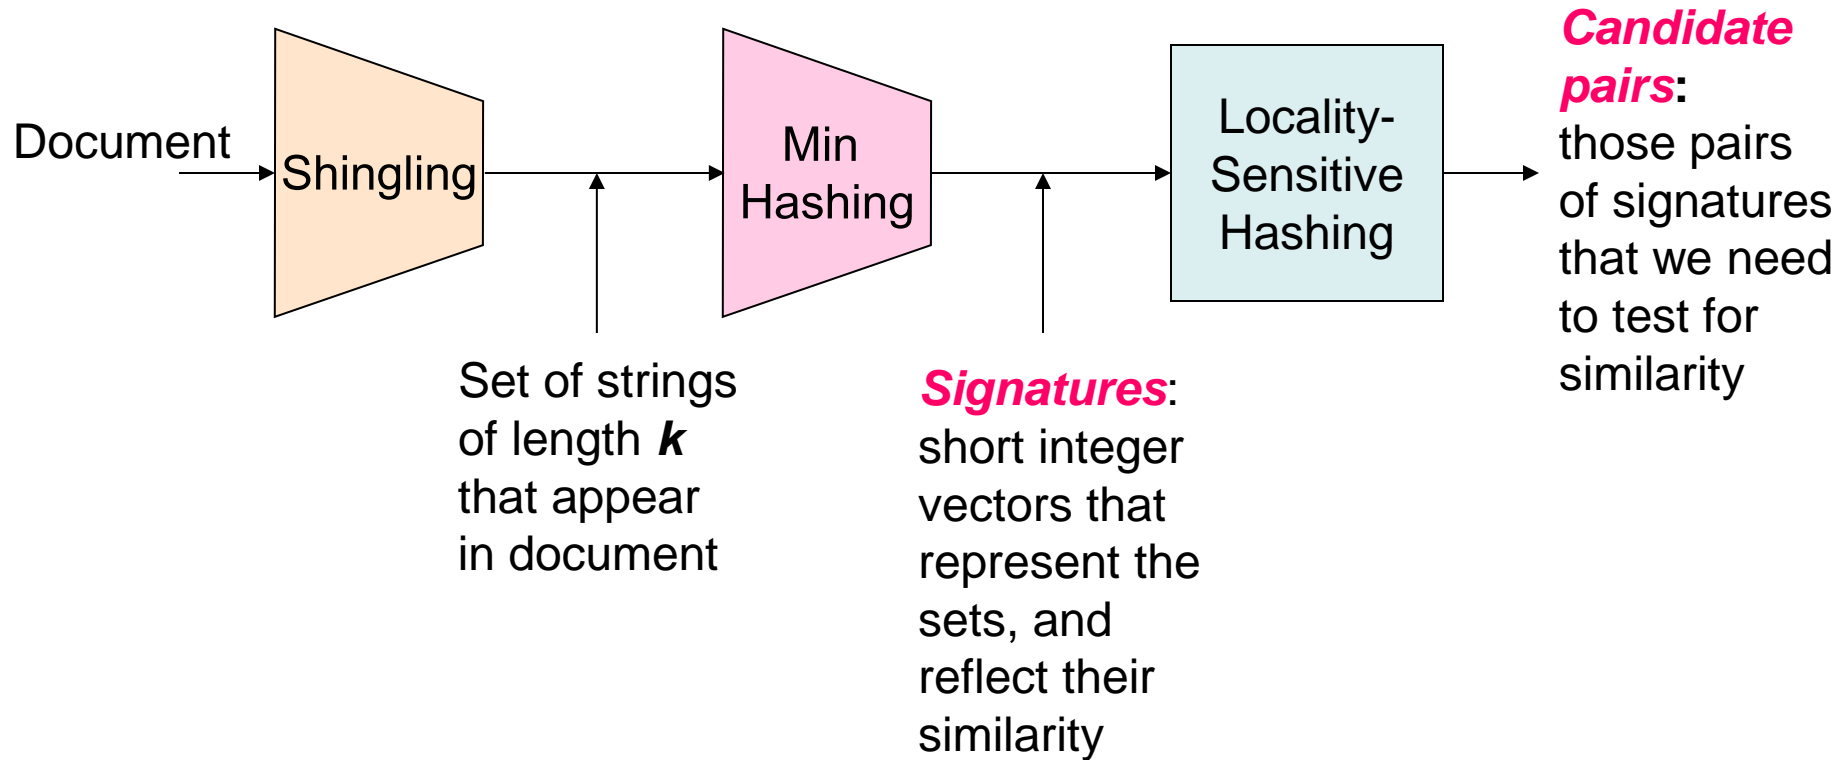 Document
Shingling
Set of strings
of length k
that appear
in document
Min
Hashing
Signatures:
short integer
vectors that
represent the
sets, and
reflect their
similarity
Locality-
Sensitive
Hashing
Candidate
pairs:
those pairs
of signatures
that we need
to test for
similarity